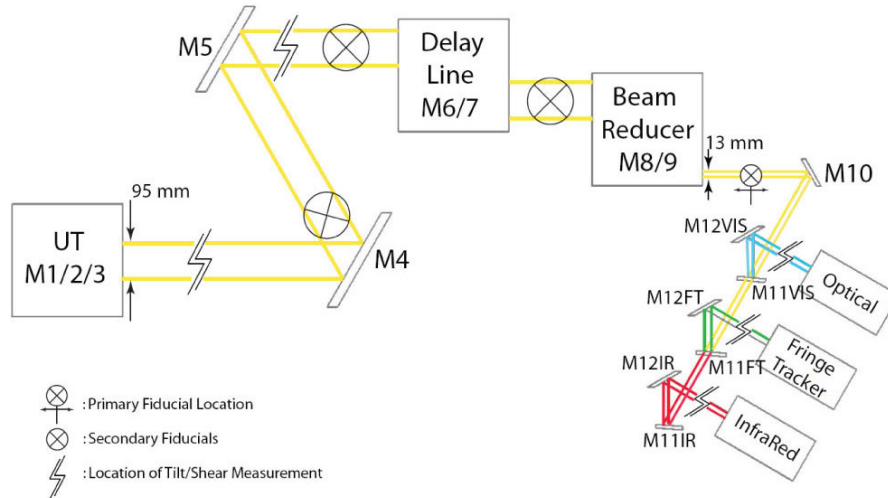 M5
Delay
Line
M6/7
Beam
Reducer
M8/9
13 mm
M10
95 mm
UT
M1/2/3
M4
M12VIS
M11VIS
Optical
M12FT
M11FT
Fringe
Tracker
M12IR
M11IR
InfraRed
: Primary Fiducial Location
: Secondary Fiducials
: Location of Tilt/Shear Measurement